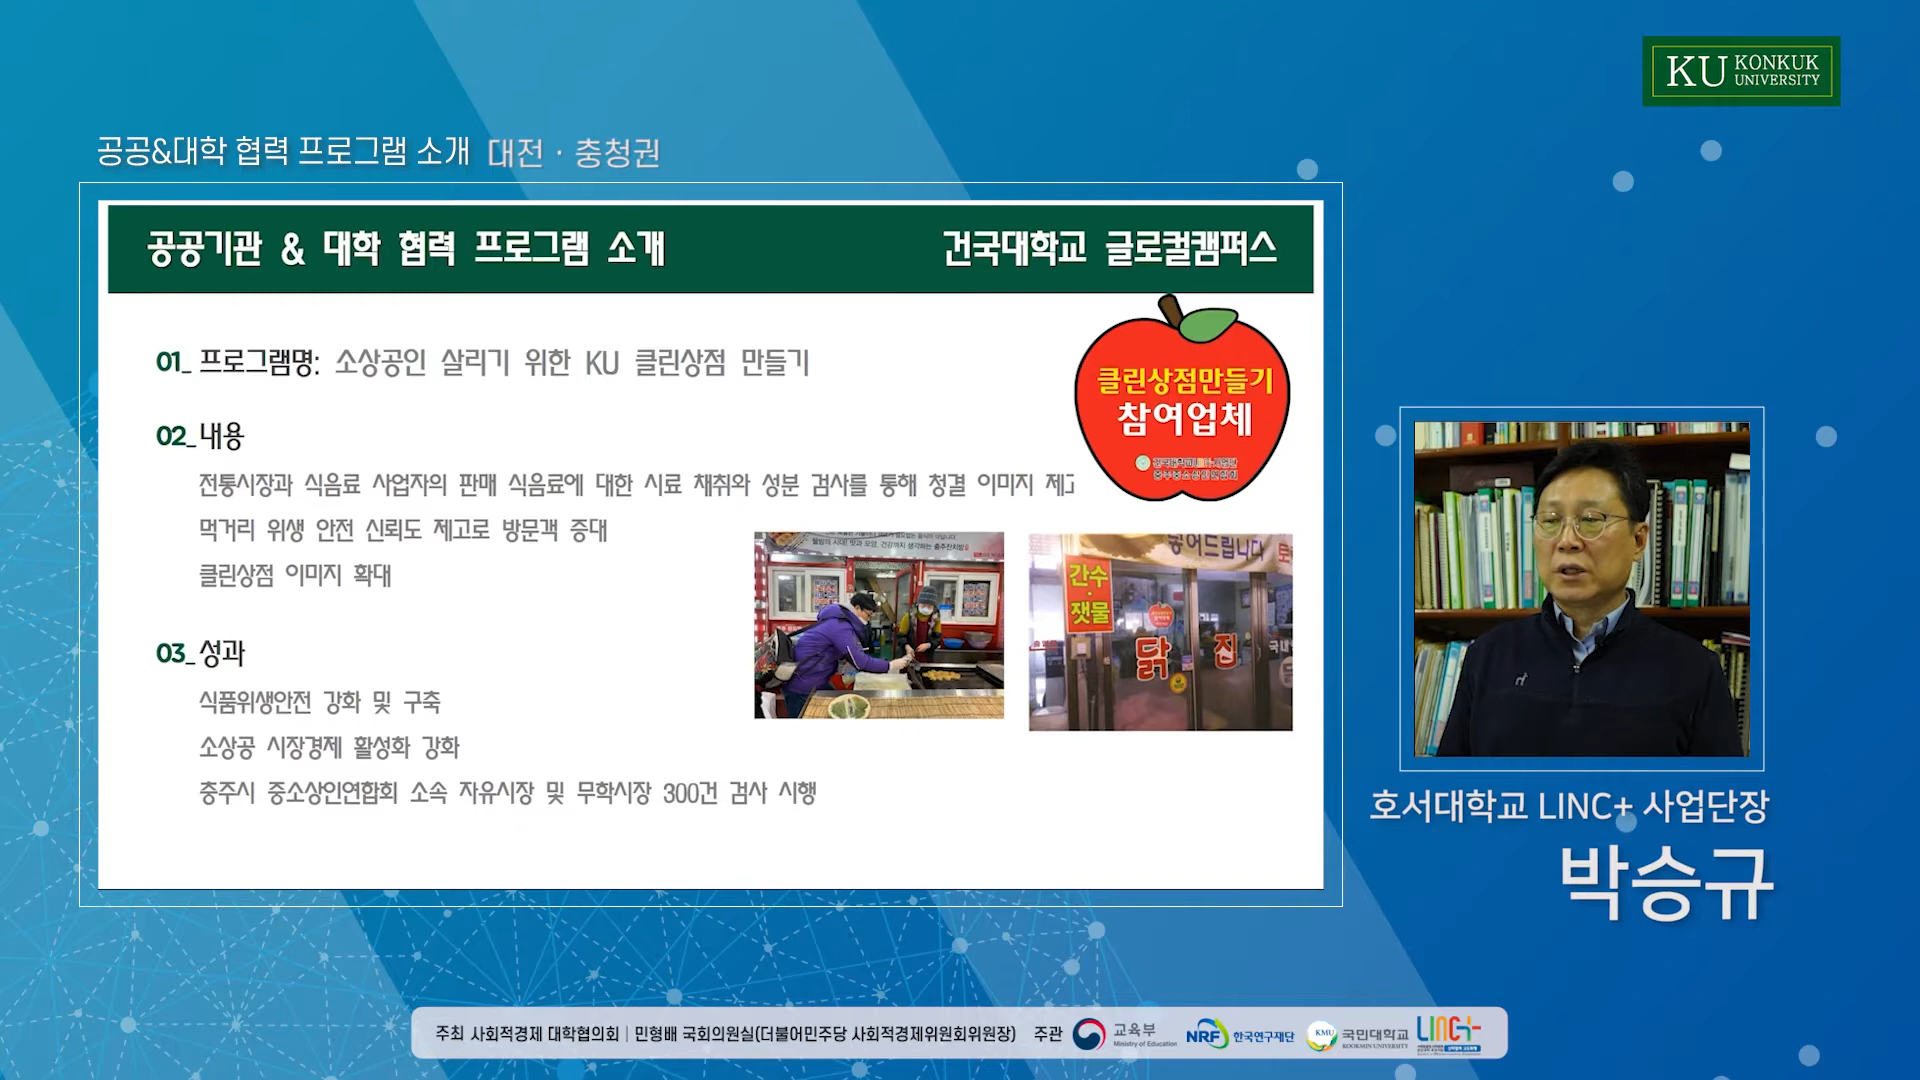 KU KONKUK
UNIVERSITY
공공&대학 협력 프로그램 소개 대전 · 충청권
공공기관 & 대학 협력 프로그램 소개
건국대학교 글로컬캠퍼스
01_ 프로그램명: 소상공인 살리기 위한 KU 클린상점 만들기
클린상점만들기
참여업체
02_ 내용
전통시장과 식음료 사업자의 판매 식음료에 대한 시료 채취와 성분 검사를 통해 청결 이미지 제고
먹거리 위생 안전 신뢰도 제고로 방문객 증대
클린상점 이미지 확대
03_ 성과
식품위생안전 강화 및 구축
소상공 시장경제 활성화 강화
충주시 중소상인연합회 소속 자유시장 및 무학시장 300건 검사 시행
간수
잿물
닭 집
호서대학교 LINC+ 사업단장
박승규
주최 사회적경제 대학협의회 | 민형배 국회의원실(더불어민주당 사회적경제위원회위원장) 주관 교육부 Ministry of Education NRF 한국연구재단 KMU 국민대학교 KOOKMIN UNIVERSITY LINC+